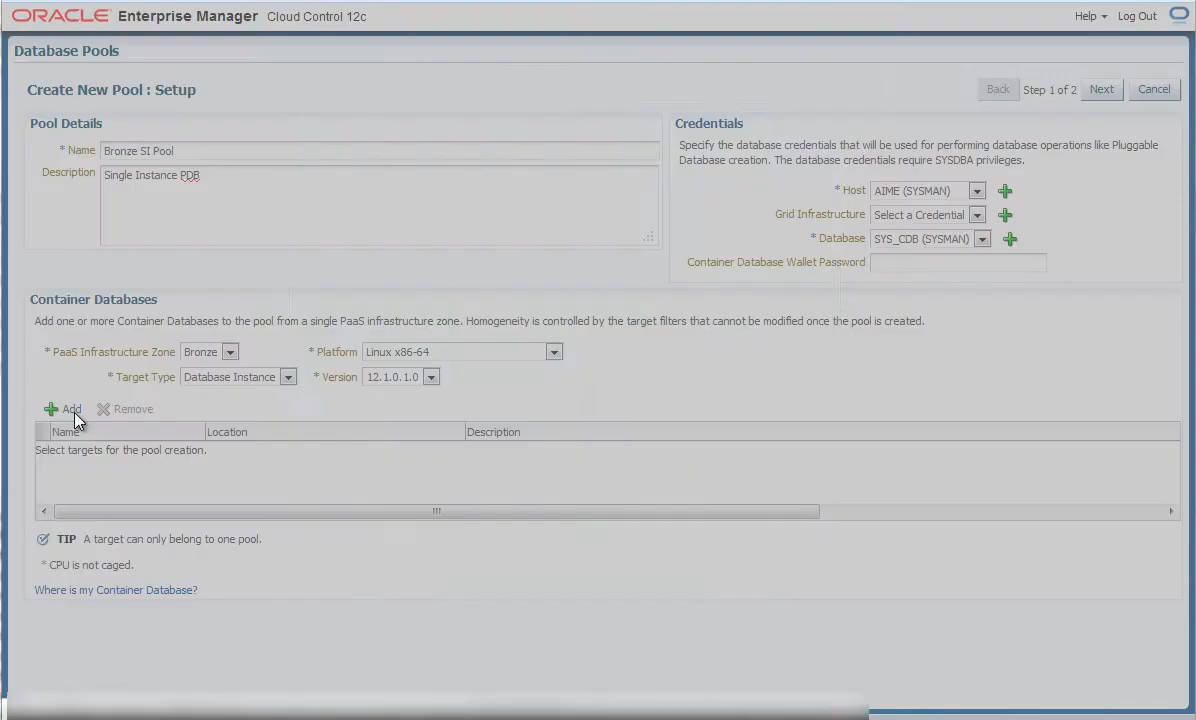 ORACLE Enterprise Manager Cloud Control 12c
Help Log Out
Database Pools
Create New Pool : Setup
Back Step 1 of 2 Next Cancel
Pool Details
* Name Bronze SI Pool
Description Single Instance PDB
Credentials
Specify the database credentials that will be used for performing database operations like Pluggable
Database creation. The database credentials require SYSDBA privileges.
* Host AIME (SYSMAN)
Grid Infrastructure Select a Credential
* Database SYS_CDB (SYSMAN)
Container Database Wallet Password
Container Databases
Add one or more Container Databases to the pool from a single PaaS infrastructure zone. Homogeneity is controlled by the target filters that cannot be modified once the pool is created.
* PaaS Infrastructure Zone Bronze * Platform Linux x86-64
* Target Type Database Instance * Version 12.1.0.1.0
Add Remove
Name Location Description
Select targets for the pool creation.
TIP A target can only belong to one pool.
* CPU is not caged.
Where is my Container Database?